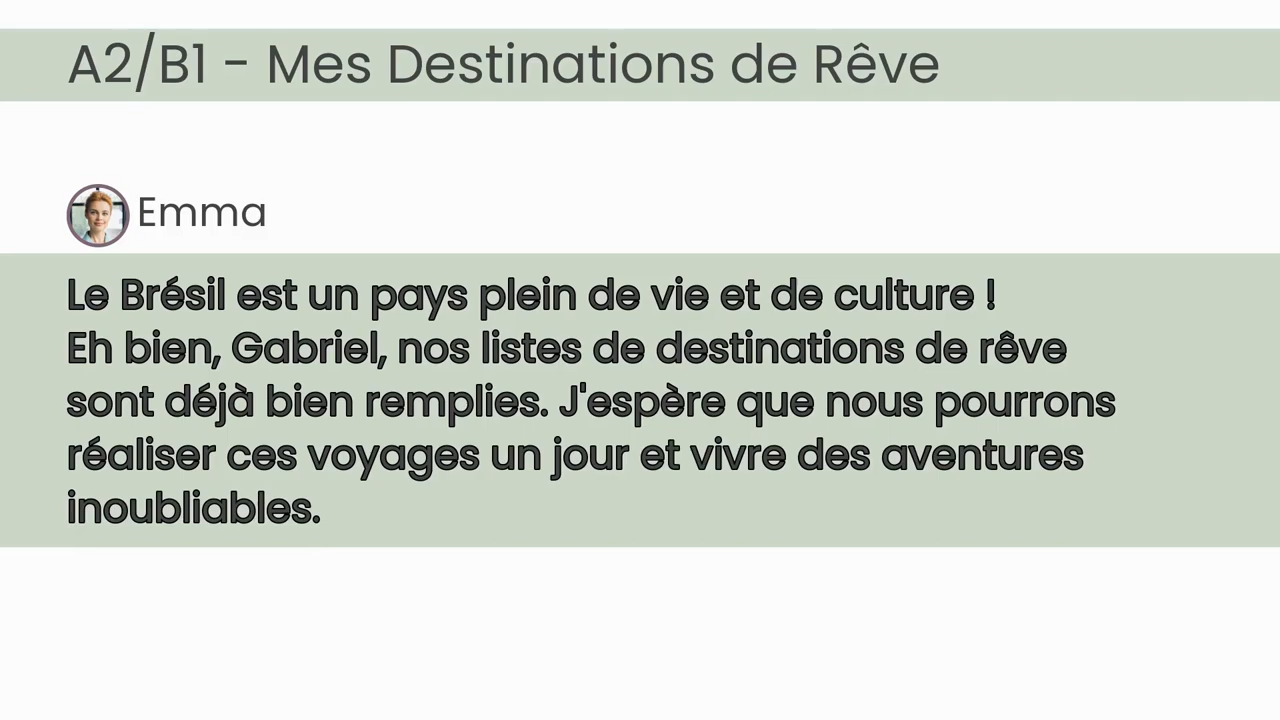 A2/B1 - Mes Destinations de Rêve
Emma
Le Brésil est un pays plein de vie et de culture !
Eh bien, Gabriel, nos listes de destinations de rêve
sont déjà bien remplies. J'espère que nous pourrons
réaliser ces voyages un jour et vivre des aventures
inoubliables.